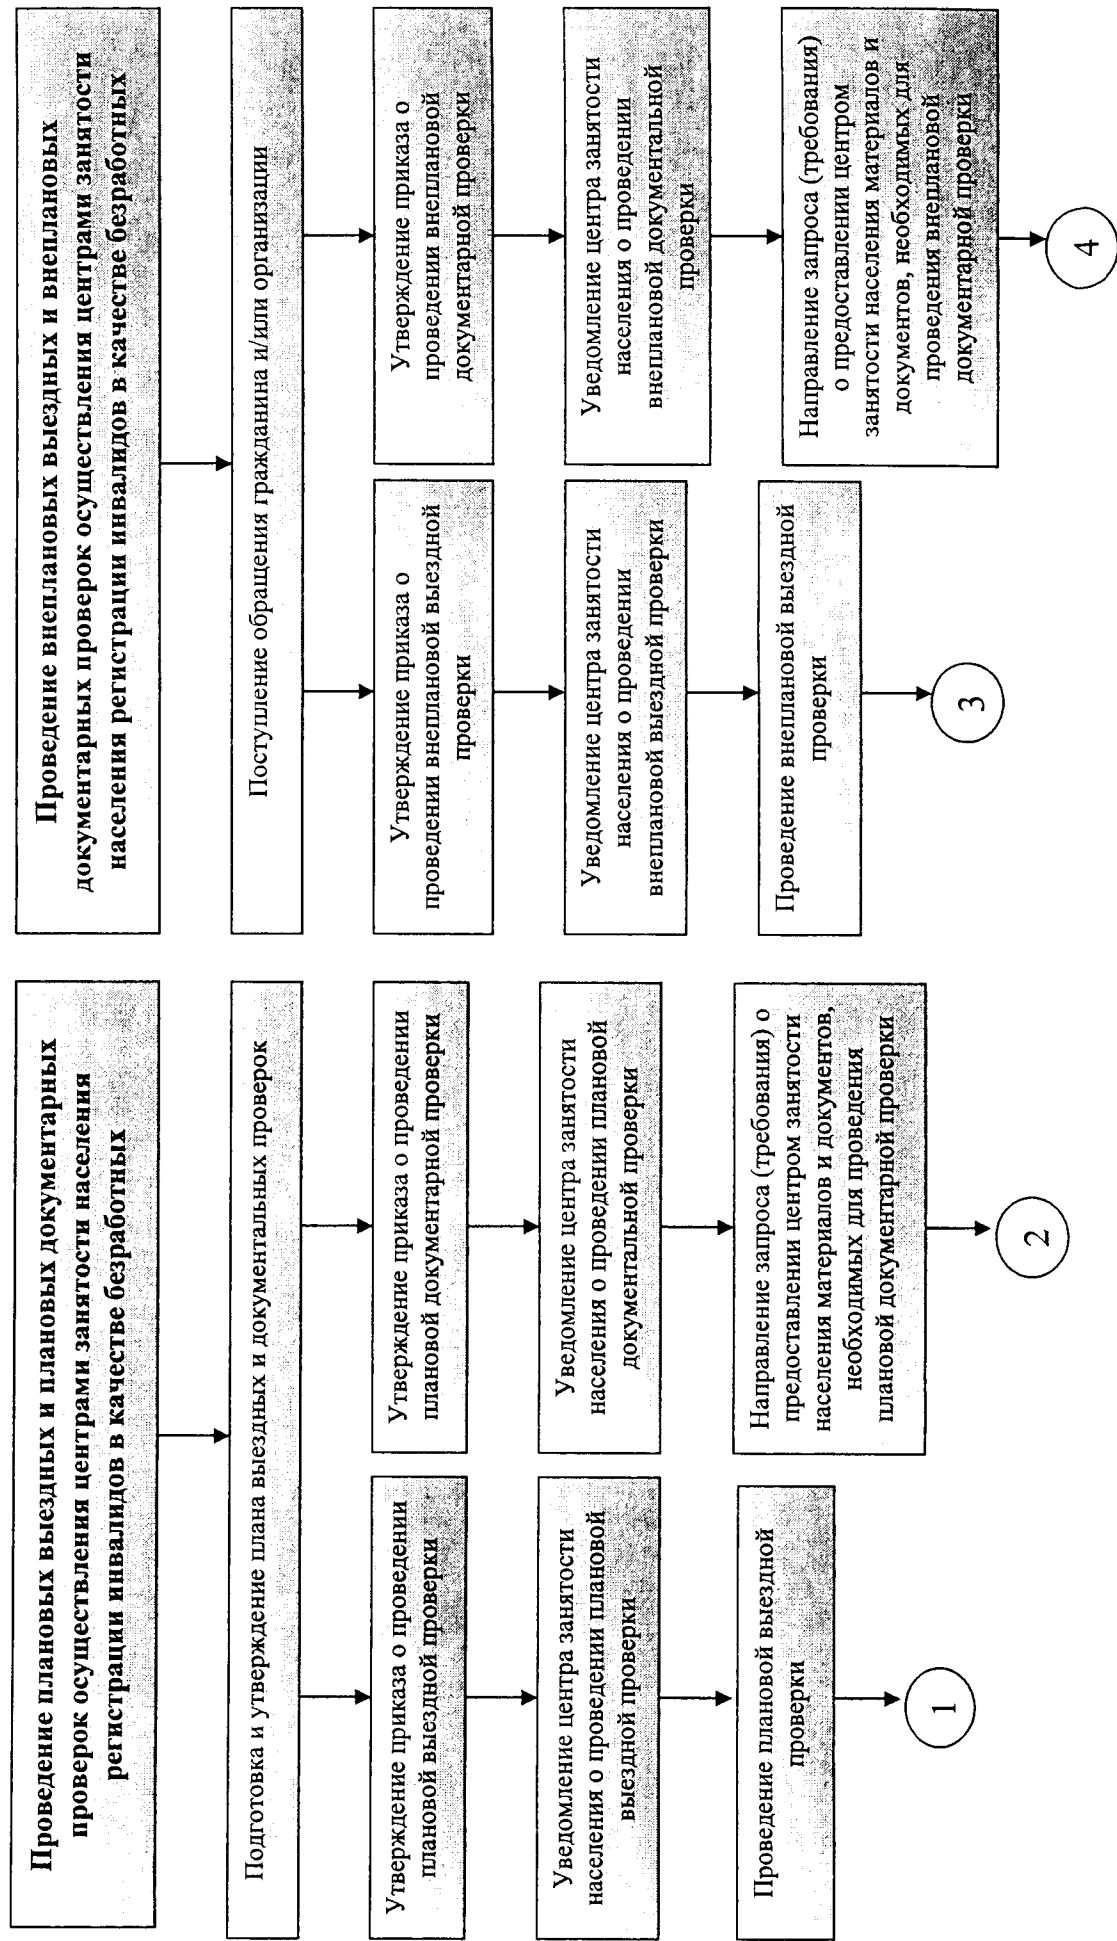 Проведение плановых выездных и плановых документарных
проверок осуществления центрами занятости населения
регистрации инвалидов в качестве безработных
Подготовка и утверждение плана выездных и документальных проверок
Утверждение приказа о проведении
плановой выездной проверки
Уведомление центра занятости
населения о проведении плановой
выездной проверки
Проведение плановой выездной
проверки
1
Утверждение приказа о проведении
плановой документарной проверки
Уведомление центра занятости
населения о проведении плановой
документальной проверки
Направление запроса (требования) о
предоставлении центром занятости
населения материалов и документов,
необходимых для проведения
плановой документарной проверки
2
Проведение внеплановых выездных и внеплановых
документарных проверок осуществления центрами занятости
населения регистрации инвалидов в качестве безработных
Поступление обращения гражданина и/или организации
Утверждение приказа о
проведении внеплановой выездной
проверки
Уведомление центра занятости
населения о проведении
внеплановой выездной проверки
Проведение внеплановой выездной
проверки
3
Утверждение приказа о
проведении внеплановой
документарной проверки
Уведомление центра занятости
населения о проведении
внеплановой документальной
проверки
Направление запроса (требования)
о предоставлении центром
занятости населения материалов и
документов, необходимых для
проведения внеплановой
документарной проверки
4